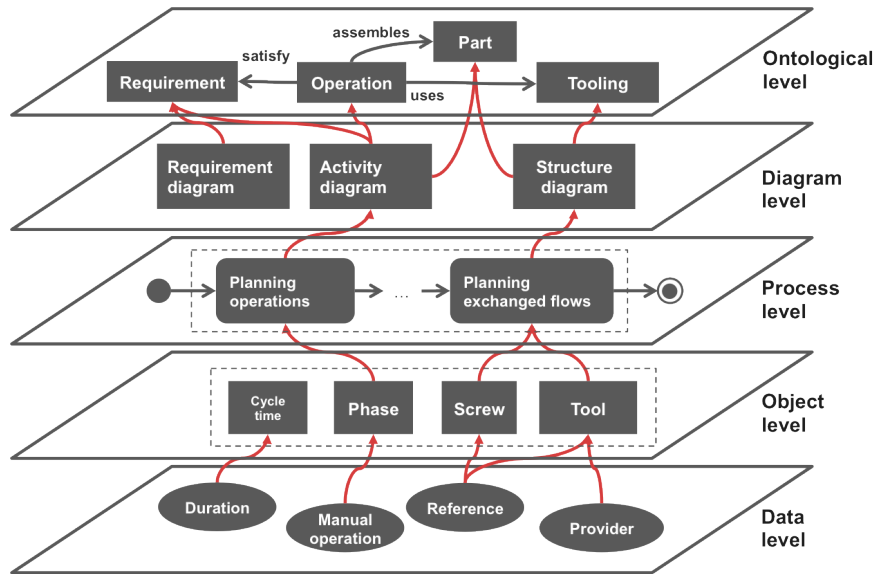 assembles
Part
Ontological
level
satisfy
Requirement
Operation
uses
Tooling
Requirement
diagram
Activity
diagram
Structure
diagram
Diagram
level
Planning
operations
...
Planning
exchanged flows
Process
level
Cycle
time
Phase
Screw
Tool
Object
level
Duration
Manual
operation
Reference
Provider
Data
level